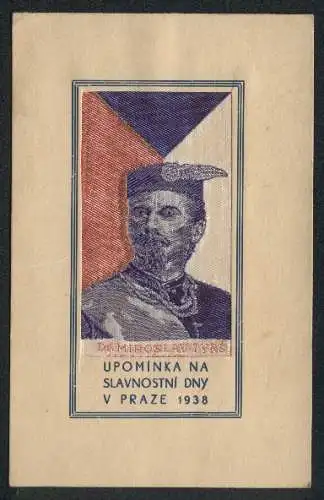 Dr. MIROSLAV TYRŠ
UPOMÍNKA NA
SLAVNOSTNÍ DNY
V PRAZE 1938